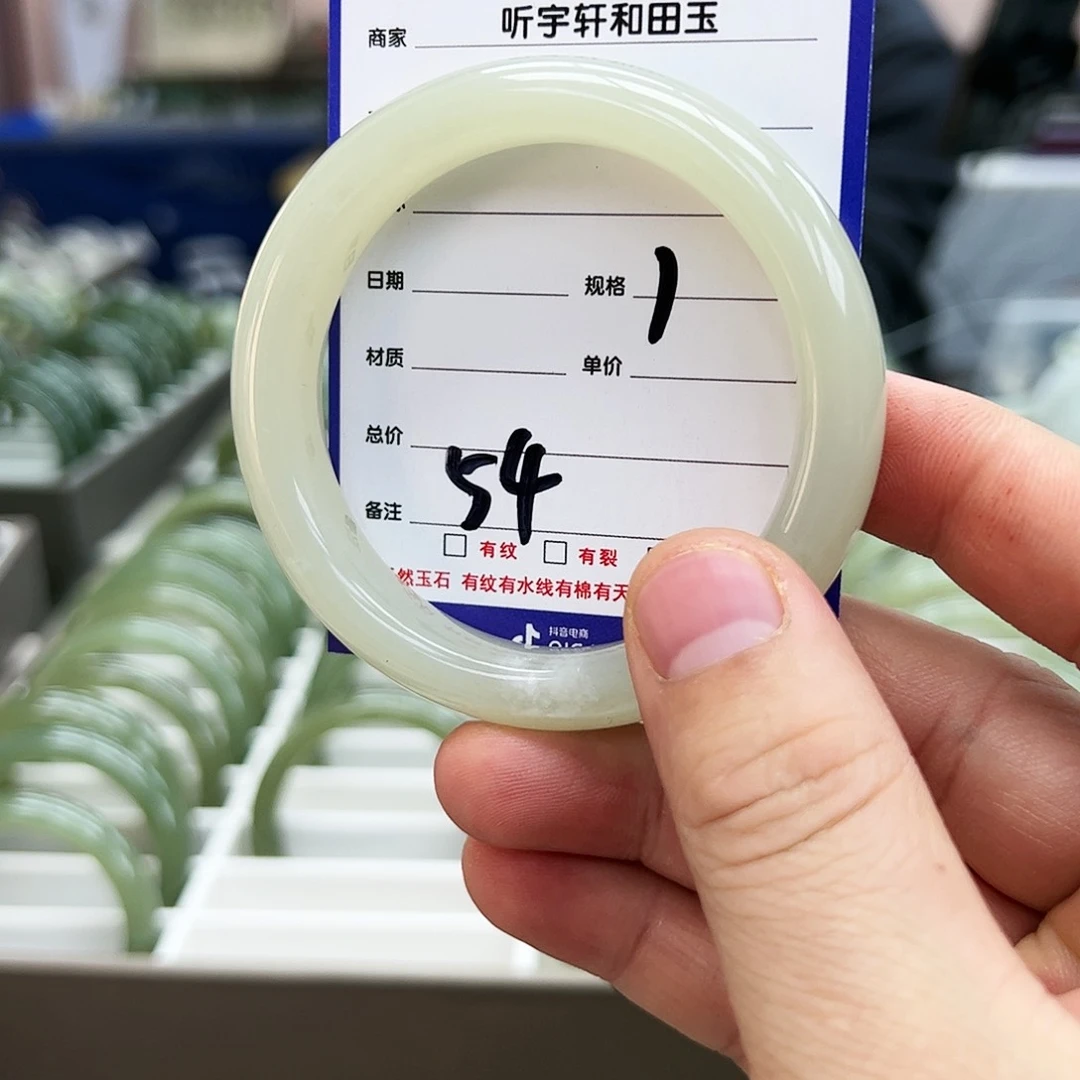 商家 听宇轩和田玉
日期 规格 1
材质 单价
总价
备注 54
□ 有纹 □ 有裂
然玉石 有纹有水线有棉有天
抖音电商